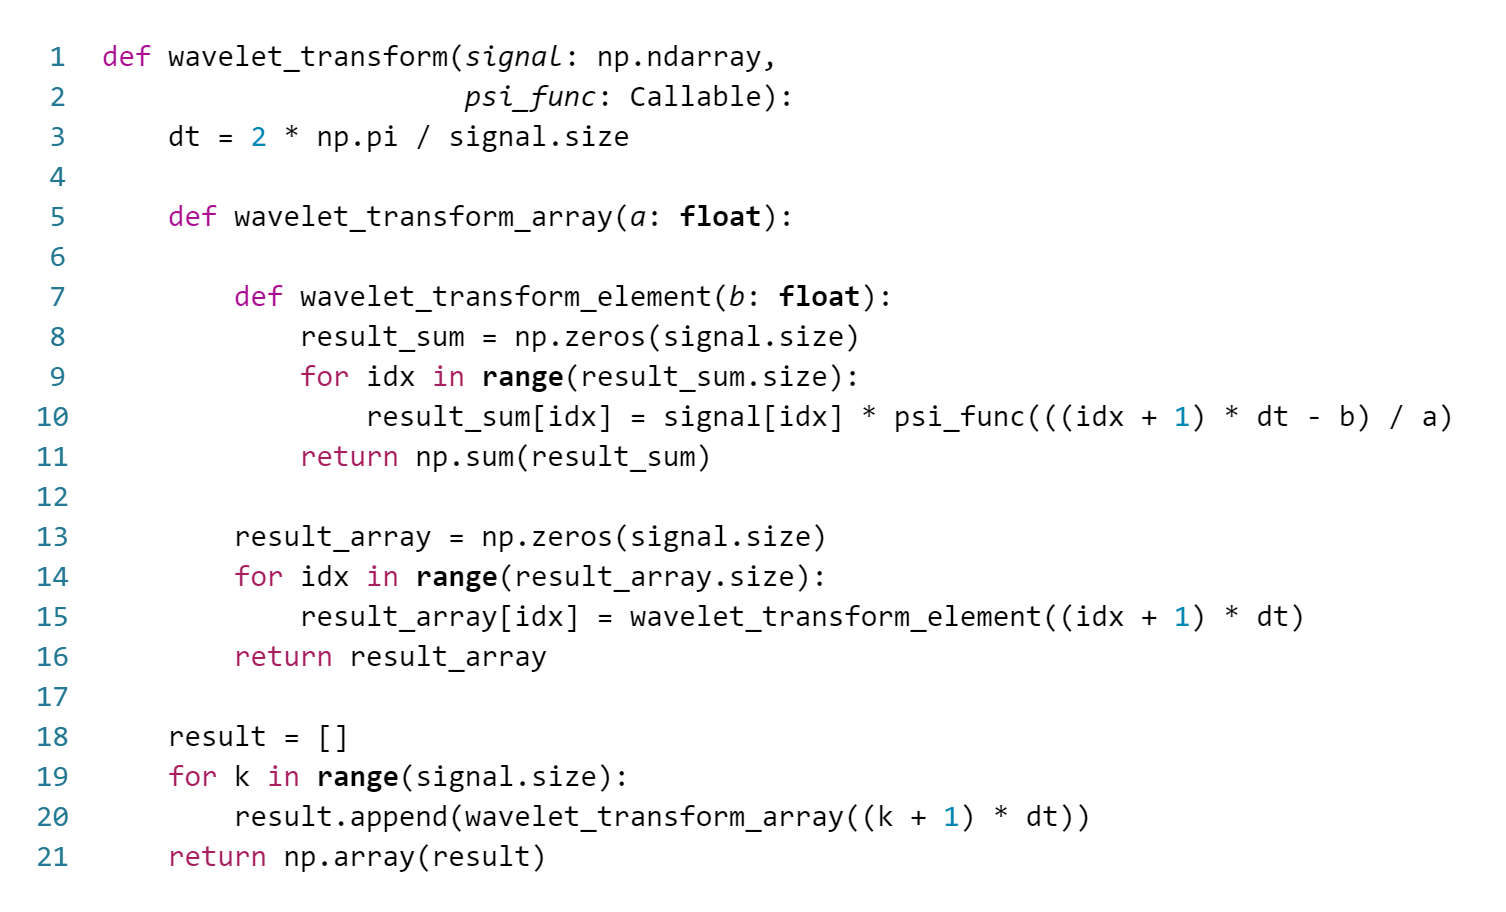 1 def wavelet_transform(signal: np.ndarray,
2                       psi_func: Callable):
3     dt = 2 * np.pi / signal.size
4
5     def wavelet_transform_array(a: float):
6
7         def wavelet_transform_element(b: float):
8             result_sum = np.zeros(signal.size)
9             for idx in range(result_sum.size):
10                 result_sum[idx] = signal[idx] * psi_func(((idx + 1) * dt - b) / a)
11             return np.sum(result_sum)
12
13         result_array = np.zeros(signal.size)
14         for idx in range(result_array.size):
15             result_array[idx] = wavelet_transform_element((idx + 1) * dt)
16         return result_array
17
18     result = []
19     for k in range(signal.size):
20         result.append(wavelet_transform_array((k + 1) * dt))
21     return np.array(result)